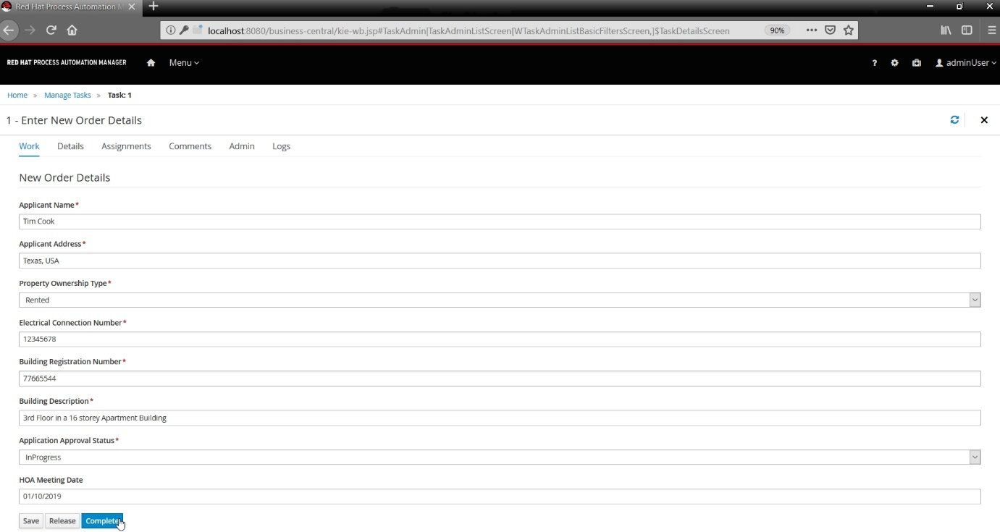 Red Hat Process Automation M
localhost:8080/business-central/kie-wb.jsp#TaskAdmin|TaskAdminListScreen[WTaskAdminListBasicFiltersScreen,]$TaskDetailsScreen 90%
RED HAT PROCESS AUTOMATION MANAGER Menu ? adminUser
Home » Manage Tasks » Task: 1
1 - Enter New Order Details
Work Details Assignments Comments Admin Logs
New Order Details
Applicant Name*
Tim Cook
Applicant Address*
Texas, USA
Property Ownership Type*
Rented
Electrical Connection Number*
12345678
Building Registration Number*
77665544
Building Description*
3rd Floor in a 16 storey Apartment Building
Application Approval Status*
InProgress
HOA Meeting Date
01/10/2019
Save Release Complete